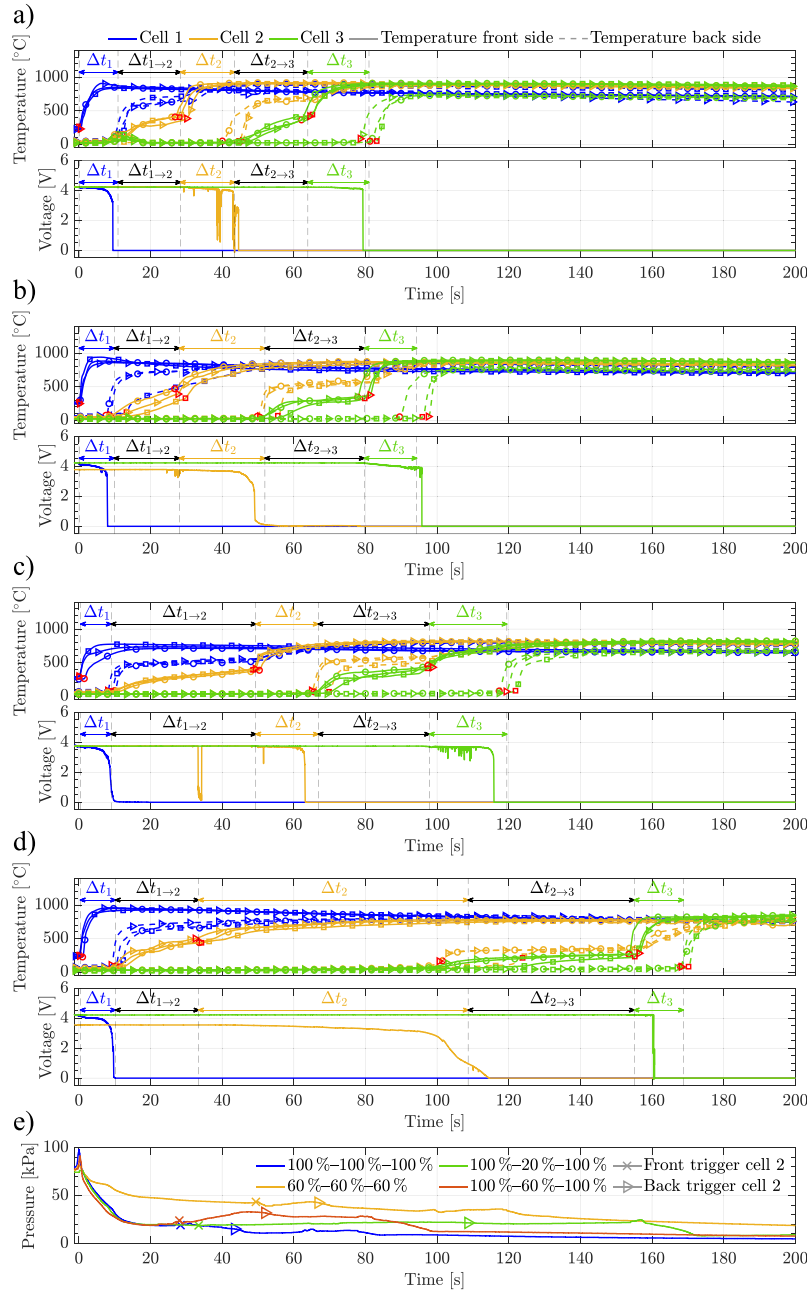 a)
Cell 1 Cell 2 Cell 3 Temperature front side Temperature back side
Δt1 Δt1→2 Δt2 Δt2→3 Δt3
Temperature [°C]
1000
500
0
Δt1 Δt1→2 Δt2 Δt2→3 Δt3
Voltage [V]
6
4
2
0
0 20 40 60 80 100 120 140 160 180 200
Time [s]
b)
Δt1 Δt1→2 Δt2 Δt2→3 Δt3
Temperature [°C]
1000
500
0
Δt1 Δt1→2 Δt2 Δt2→3 Δt3
Voltage [V]
6
4
2
0
0 20 40 60 80 100 120 140 160 180 200
Time [s]
c)
Δt1 Δt1→2 Δt2 Δt2→3 Δt3
Temperature [°C]
1000
500
0
Δt1 Δt1→2 Δt2 Δt2→3 Δt3
Voltage [V]
6
4
2
0
0 20 40 60 80 100 120 140 160 180 200
Time [s]
d)
Δt1 Δt1→2 Δt2 Δt2→3 Δt3
Temperature [°C]
1000
500
0
Δt1 Δt1→2 Δt2 Δt2→3 Δt3
Voltage [V]
6
4
2
0
0 20 40 60 80 100 120 140 160 180 200
Time [s]
e)
Pressure [kPa]
100
50
0
100 %–100 %–100 % 100 %–20 %–100 % Front trigger cell 2
60 %–60 %–60 % 100 %–60 %–100 % Back trigger cell 2
0 20 40 60 80 100 120 140 160 180 200
Time [s]